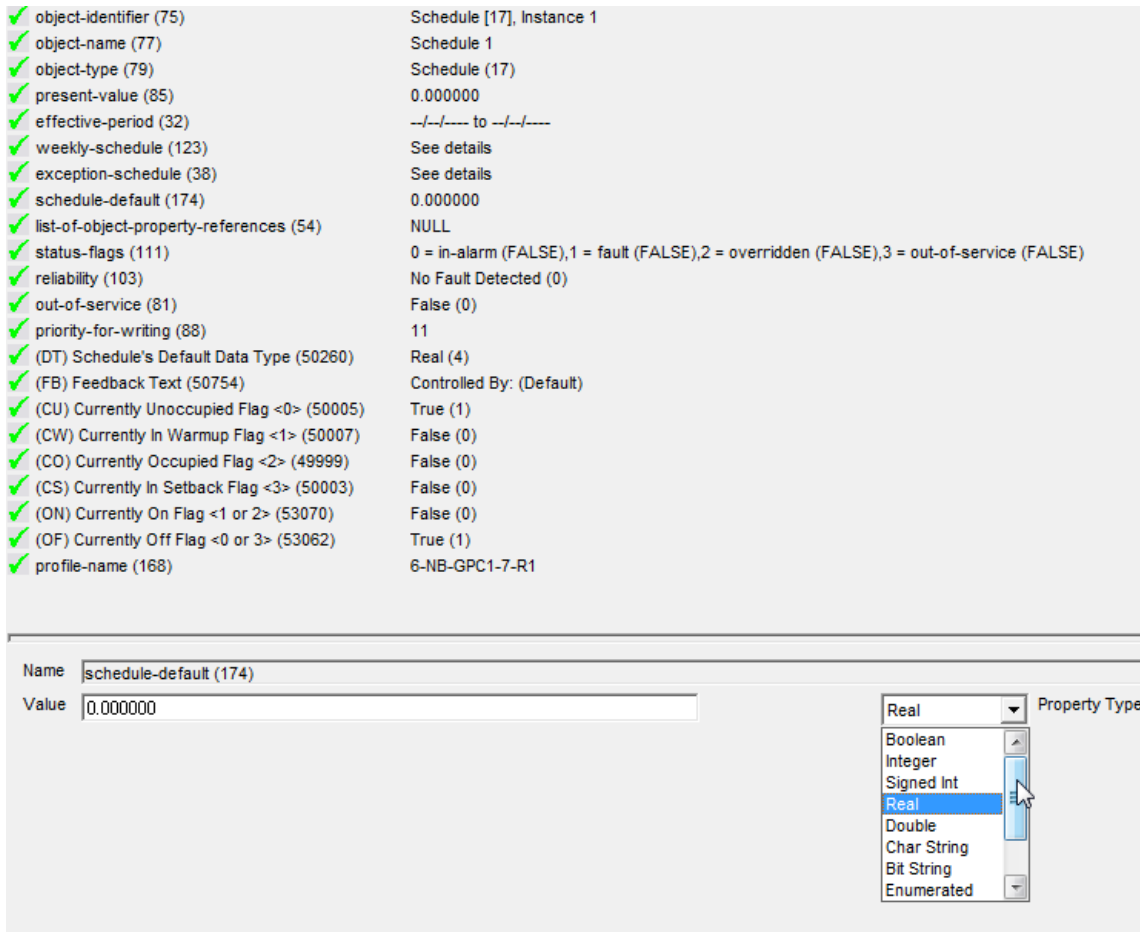 object-identifier (75) Schedule [17], Instance 1
object-name (77) Schedule 1
object-type (79) Schedule (17)
present-value (85) 0.000000
effective-period (32) --/--/---- to --/--/----
weekly-schedule (123) See details
exception-schedule (38) See details
schedule-default (174) 0.000000
list-of-object-property-references (54) NULL
status-flags (111) 0 = in-alarm (FALSE),1 = fault (FALSE),2 = overridden (FALSE),3 = out-of-service (FALSE)
reliability (103) No Fault Detected (0)
out-of-service (81) False (0)
priority-for-writing (88) 11
(DT) Schedule's Default Data Type (50260) Real (4)
(FB) Feedback Text (50754) Controlled By: (Default)
(CU) Currently Unoccupied Flag <0> (50005) True (1)
(CW) Currently In Warmup Flag <1> (50007) False (0)
(CO) Currently Occupied Flag <2> (49999) False (0)
(CS) Currently In Setback Flag <3> (50003) False (0)
(ON) Currently On Flag <1 or 2> (53070) False (0)
(OF) Currently Off Flag <0 or 3> (53062) True (1)
profile-name (168) 6-NB-GPC1-7-R1
Name schedule-default (174)
Value 0.000000 Real Property Type
Boolean
Integer
Signed Int
Real
Double
Char String
Bit String
Enumerated